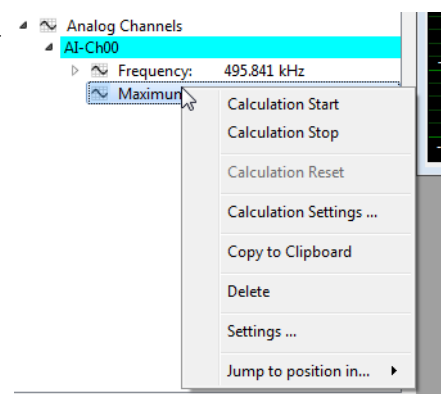 Analog Channels
AI-Ch00
Frequency: 495.841 kHz
Maximum
Calculation Start
Calculation Stop
Calculation Reset
Calculation Settings ...
Copy to Clipboard
Delete
Settings ...
Jump to position in...